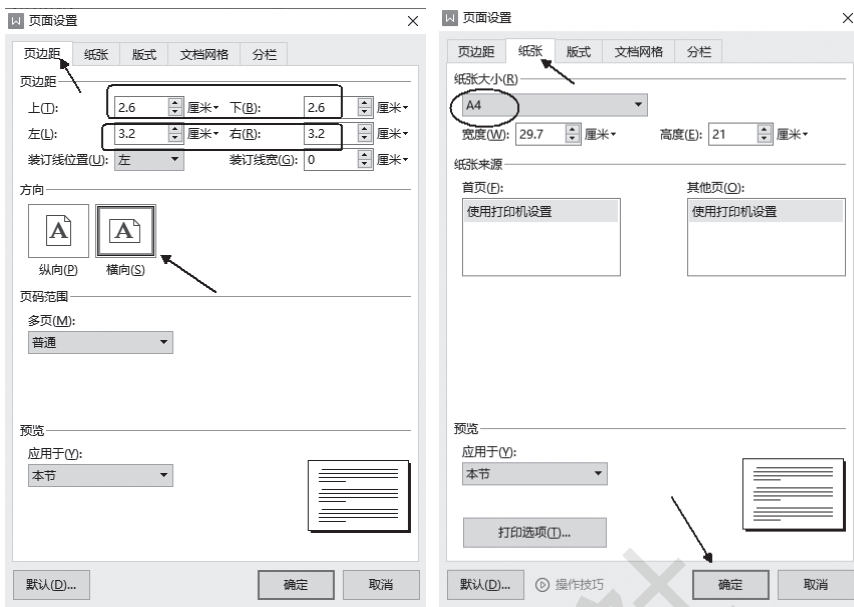 页面设置
页边距 纸张 版式 文档网格 分栏
页边距
上(T): 2.6 厘米 下(B): 2.6 厘米
左(L): 3.2 厘米 右(R): 3.2 厘米
装订线位置(U): 左 装订线宽(G): 0 厘米
方向
纵向(P) 横向(S)
页码范围
多页(M):
普通
预览
应用于(Y):
本节
默认(D)... 确定 取消
页面设置
页边距 纸张 版式 文档网格 分栏
纸张大小(R)
A4
宽度(W): 29.7 厘米 高度(E): 21 厘米
纸张来源
首页(F): 其他页(O):
使用打印机设置 使用打印机设置
预览
应用于(Y):
本节
打印选项(T)...
默认(D)... 操作技巧 确定 取消